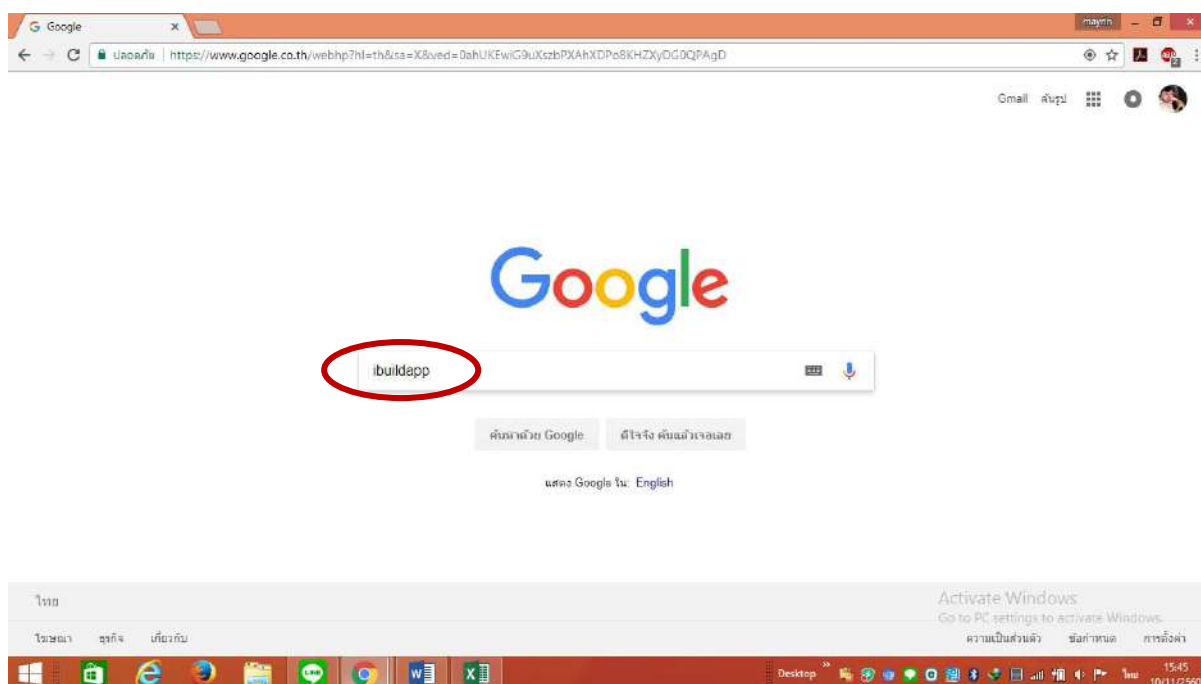 Google
mayrin
ปลอดภัย https://www.google.co.th/webhp?hl=th&sa=X&ved=0ahUKEwiG9uXszbPXAhXDPo8KHZXyDG0QPAgD
Gmail ค้นรูป
Google
ibuildapp
ค้นหาด้วย Google ดีใจจัง ค้นแล้วเจอเลย
แสดง Google ใน: English
ไทย
Activate Windows
Go to PC settings to activate Windows.
โฆษณา ธุรกิจ เกี่ยวกับ ความเป็นส่วนตัว ข้อกำหนด การตั้งค่า
Desktop ไทย 15:45
10/11/2560